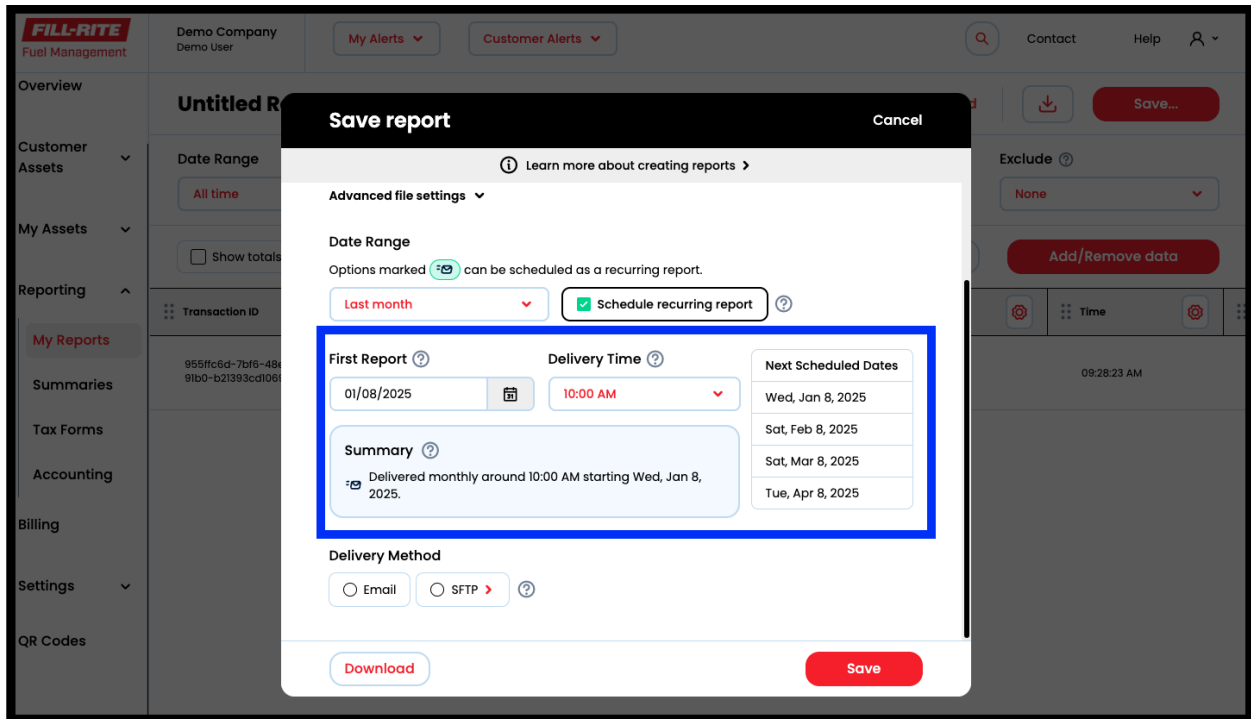 FILL-RITE
Fuel Management
Demo Company
Demo User
My Alerts
Customer Alerts
Contact
Help
Overview
Customer
Assets
My Assets
Reporting
My Reports
Summaries
Tax Forms
Accounting
Billing
Settings
QR Codes
Untitled R
d
Save...
Date Range
All time
Exclude
None
Show totals
Add/Remove data
Transaction ID
Time
955ffc6d-7bf6-48e
91b0-b21393cd1069
09:28:23 AM
Save report
Cancel
Learn more about creating reports
Advanced file settings
Date Range
Options marked can be scheduled as a recurring report.
Last month
Schedule recurring report
First Report
Delivery Time
01/08/2025
31
10:00 AM
Summary
Delivered monthly around 10:00 AM starting Wed, Jan 8,
2025.
Next Scheduled Dates
Wed, Jan 8, 2025
Sat, Feb 8, 2025
Sat, Mar 8, 2025
Tue, Apr 8, 2025
Delivery Method
Email
SFTP
Download
Save